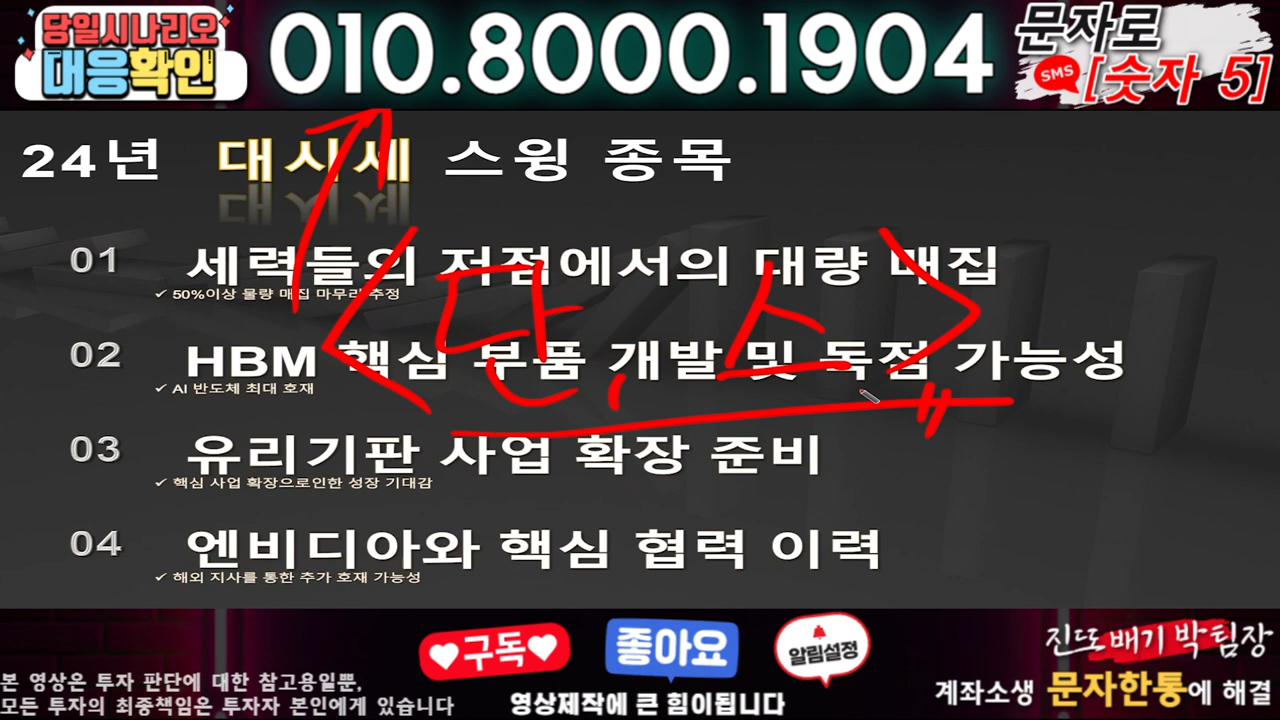 당일시나리오
대응확인
010.8000.1904
문자로
SMS [숫자 5]
24년 대시세 스윙 종목
01 세력들의 저점에서의 대량 매집
✓ 50%이상 물량 매집 마무리 추정
<단, 스>
02 HBM 핵심 부품 개발 및 독점 가능성
✓ AI 반도체 최대 호재
03 유리기판 사업 확장 준비
✓ 핵심 사업 확장으로인한 성장 기대감
04 엔비디아와 핵심 협력 이력
✓ 해외 지사를 통한 추가 호재 가능성
구독
좋아요
알림설정
진또배기 박팀장
본 영상은 투자 판단에 대한 참고용일뿐,
모든 투자의 최종책임은 투자자 본인에게 있습니다
영상제작에 큰 힘이됩니다
계좌소생 문자한통에 해결